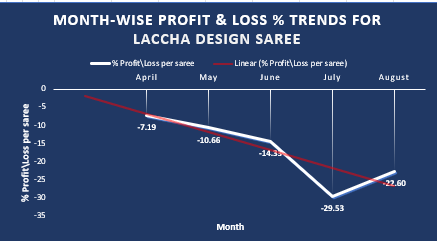 MONTH-WISE PROFIT & LOSS % TRENDS FOR
LACCHA DESIGN SAREE
% Profit\Loss per saree
Linear (% Profit\Loss per saree)
April May June July August
% Profit\Loss per saree
0
-5
-10
-15
-20
-25
-30
-35
-7.19
-10.66
-14.35
-29.53
-22.60
Month